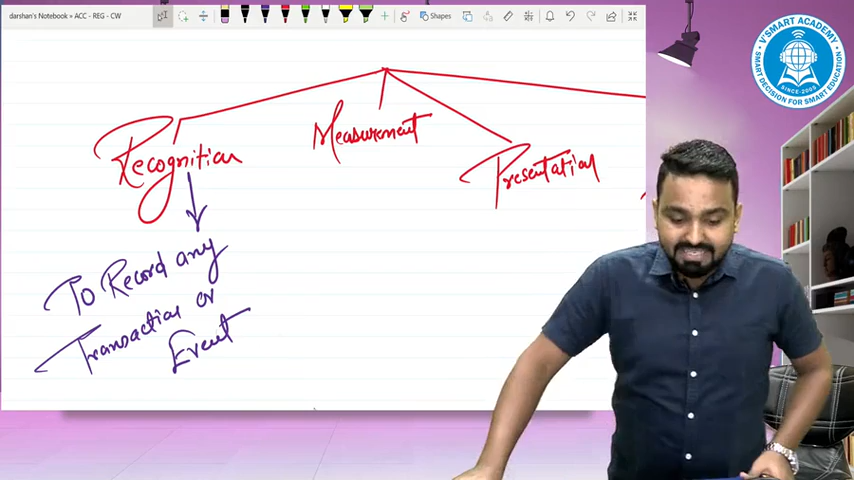 darshan's Notebook » ACC - REG - CW
Shapes
V'SMART ACADEMY
SMART DECISION FOR SMART EDUCATION
SINCE-2005
Recognition
Measurement
Presentation
To Record any
Transaction or
Event